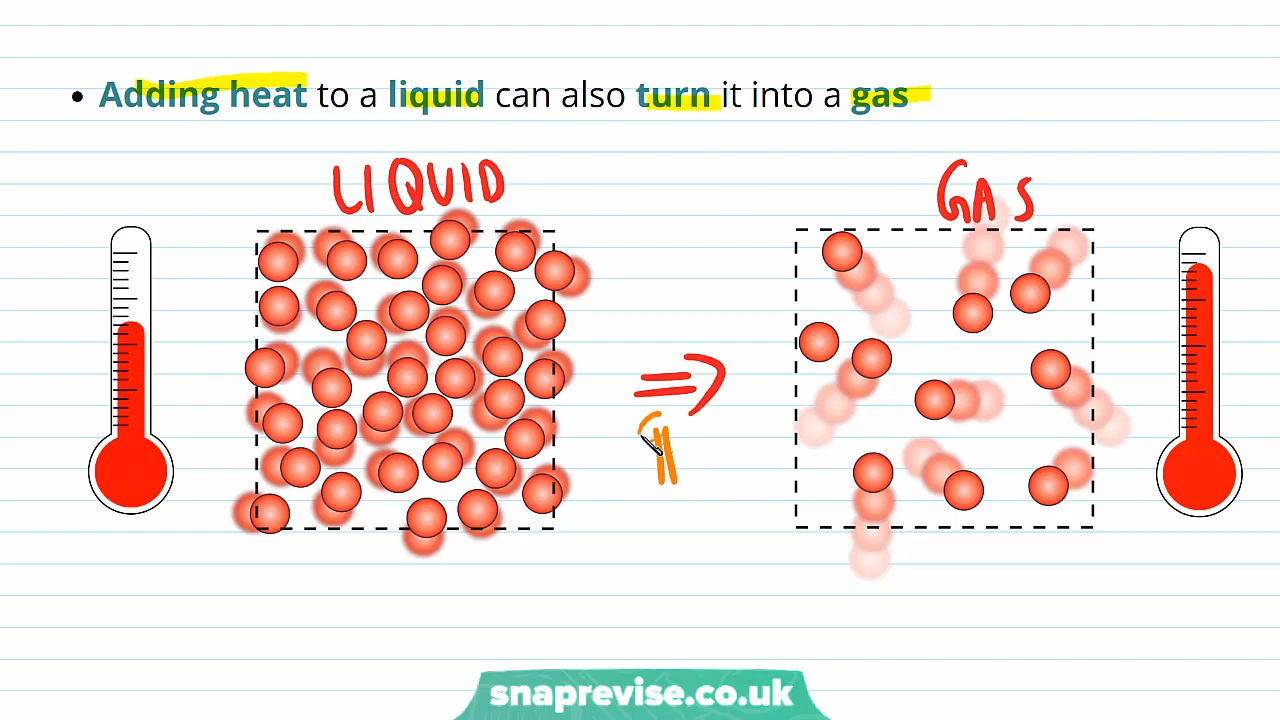 • Adding heat to a liquid can also turn it into a gas
LIQUID
GAS
snaprevise.co.uk